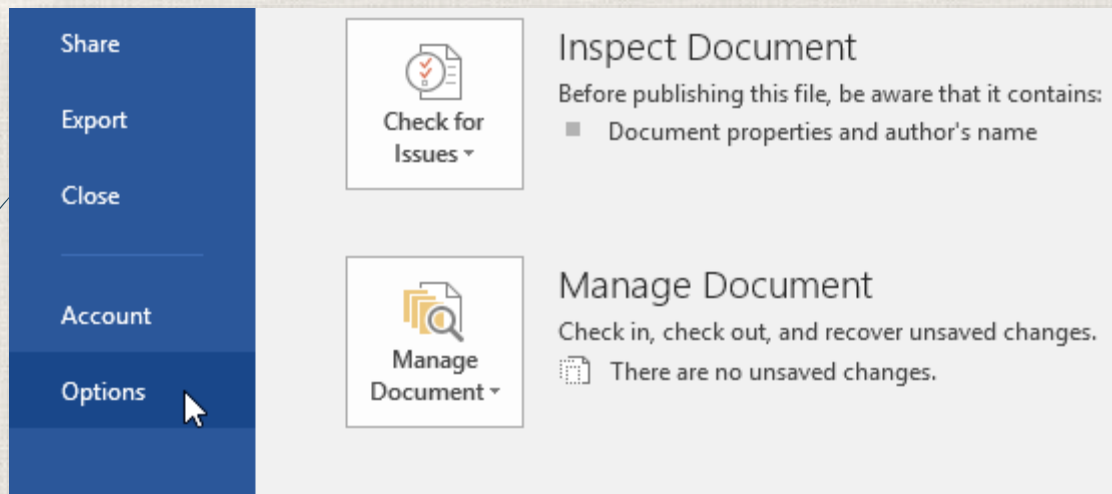 Share
Export
Close
Account
Options
Check for
Issues
Inspect Document
Before publishing this file, be aware that it contains:
Document properties and author's name
Manage
Document
Manage Document
Check in, check out, and recover unsaved changes.
There are no unsaved changes.